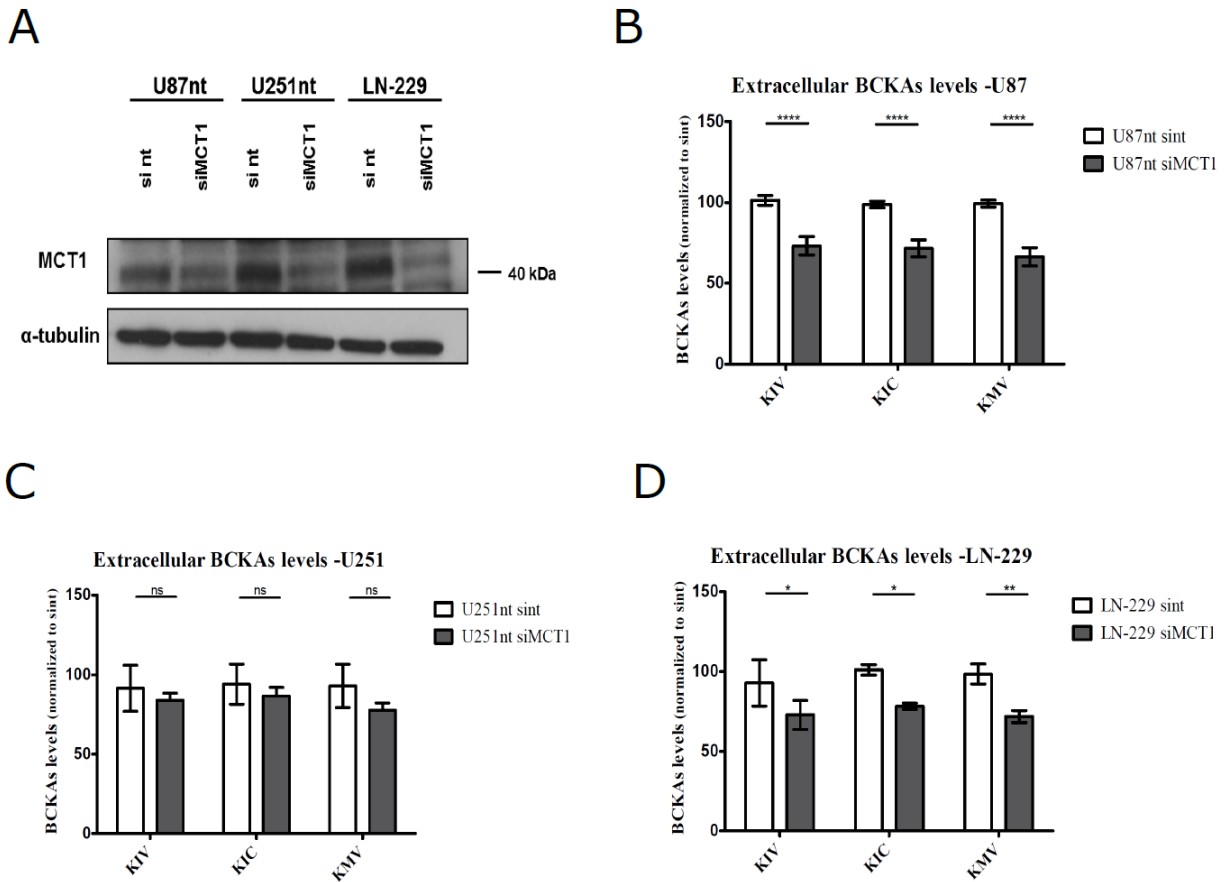 A
U87nt U251nt LN-229
si nt siMCT1 si nt siMCT1 si nt siMCT1
MCT1
40 kDa
α-tubulin
B
Extracellular BCKAs levels -U87
BCKAs levels (normalized to sint)
150
100
50
0
**** **** ****
KIV KIC KMV
U87nt sint
U87nt siMCT1
C
Extracellular BCKAs levels -U251
BCKAs levels (normalized to sint)
150
100
50
0
ns ns ns
KIV KIC KMV
U251nt sint
U251nt siMCT1
D
Extracellular BCKAs levels -LN-229
BCKAs levels (normalized to sint)
150
100
50
0
* * **
KIV KIC KMV
LN-229 sint
LN-229 siMCT1